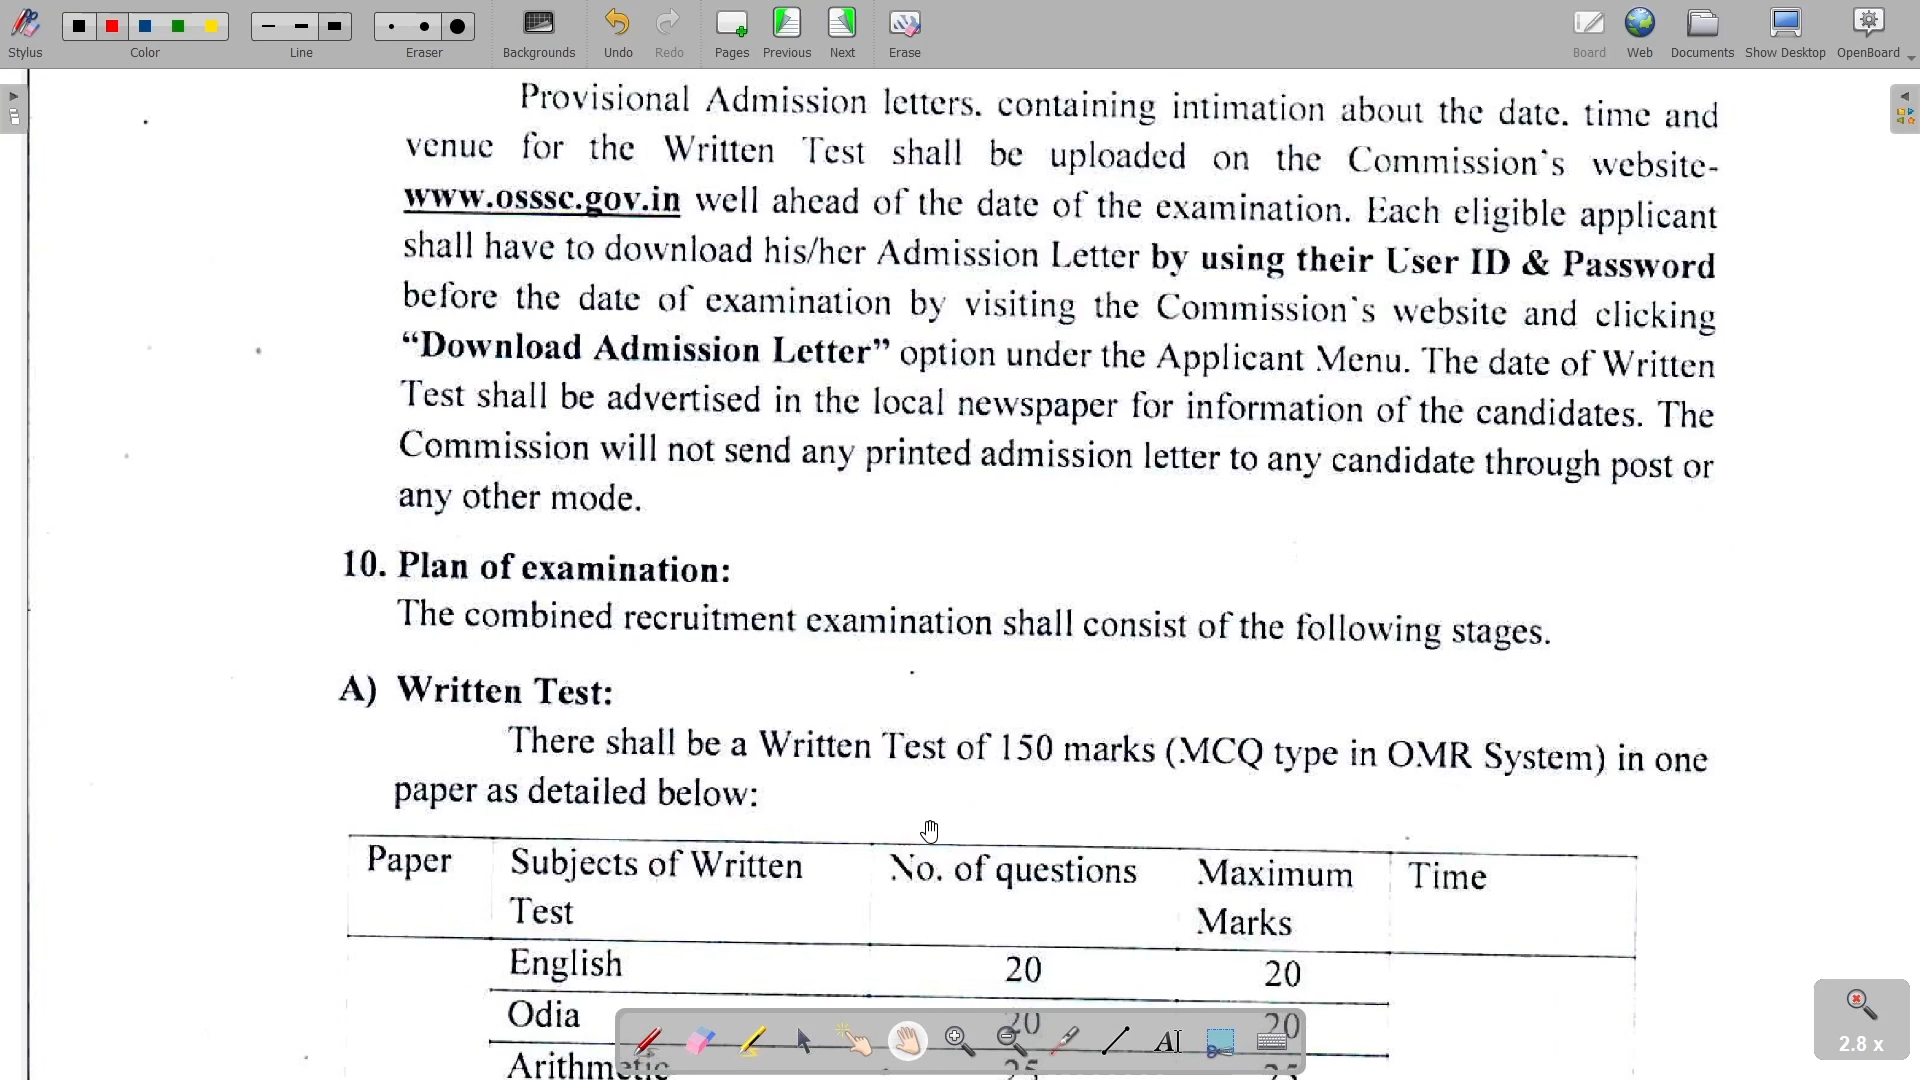 Stylus Color Line Eraser Backgrounds Undo Redo Pages Previous Next Erase Board Web Documents Show Desktop OpenBoard
Provisional Admission letters. containing intimation about the date. time and
venue for the Written Test shall be uploaded on the Commission's website-
www.osssc.gov.in well ahead of the date of the examination. Each eligible applicant
shall have to download his/her Admission Letter by using their User ID & Password
before the date of examination by visiting the Commission's website and clicking
“Download Admission Letter” option under the Applicant Menu. The date of Written
Test shall be advertised in the local newspaper for information of the candidates. The
Commission will not send any printed admission letter to any candidate through post or
any other mode.
10. Plan of examination:
The combined recruitment examination shall consist of the following stages.
A) Written Test:
There shall be a Written Test of 150 marks (MCQ type in OMR System) in one
paper as detailed below:
Paper Subjects of Written No. of questions Maximum Time
Test Marks
English 20 20
Odia 20 20
Arithmetic 25 25
2.8 x